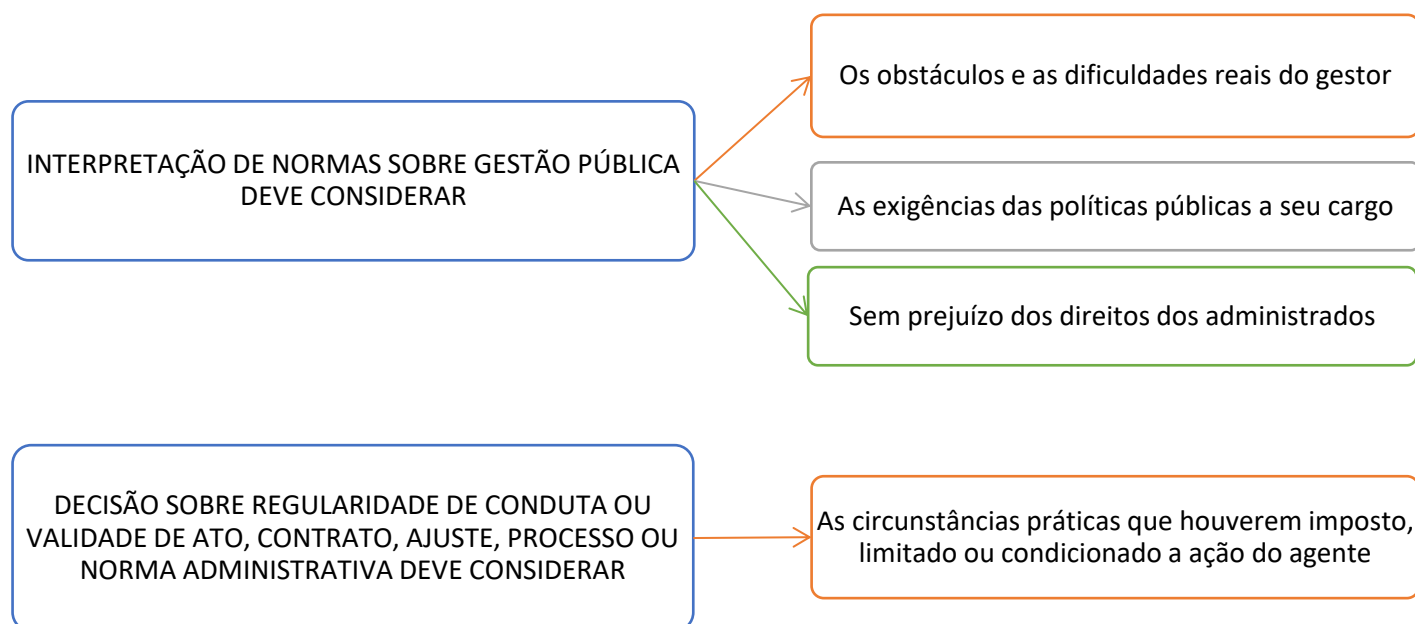 INTERPRETAÇÃO DE NORMAS SOBRE GESTÃO PÚBLICA
DEVE CONSIDERAR
Os obstáculos e as dificuldades reais do gestor
As exigências das políticas públicas a seu cargo
Sem prejuízo dos direitos dos administrados
DECISÃO SOBRE REGULARIDADE DE CONDUTA OU
VALIDADE DE ATO, CONTRATO, AJUSTE, PROCESSO OU
NORMA ADMINISTRATIVA DEVE CONSIDERAR
As circunstâncias práticas que houverem imposto,
limitado ou condicionado a ação do agente